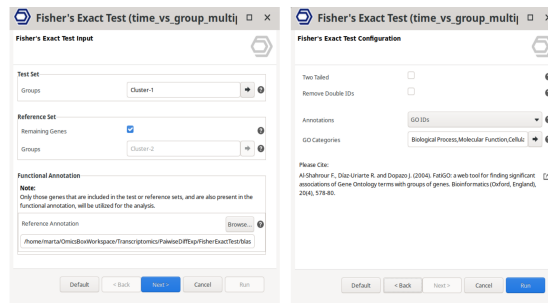 Fisher's Exact Test (time_vs_group_multip
Fisher's Exact Test Input
Test Set
Groups
Cluster-1
Reference Set
Remaining Genes
Groups
Cluster-2
Functional Annotation
Note:
Only those genes that are included in the test or reference sets, and are also present in the
functional annotation, will be utilized for the analysis.
Reference Annotation
Browse...
/home/marta/OmicsBoxWorkspace/Transcriptomics/PaiwiseDiffExp/FisherExactTest/blas
Default
< Back
Next >
Cancel
Run
Fisher's Exact Test (time_vs_group_multip
Fisher's Exact Test Configuration
Two Tailed
Remove Double IDs
Annotations
GO IDs
GO Categories
Biological Process,Molecular Function,Cellula
Please Cite:
Al-Shahrour F., Díaz-Uriarte R. and Dopazo J. (2004). FatiGO: a web tool for finding significant
associations of Gene Ontology terms with groups of genes. Bioinformatics (Oxford, England),
20(4), 578-80.
Default
< Back
Next >
Cancel
Run